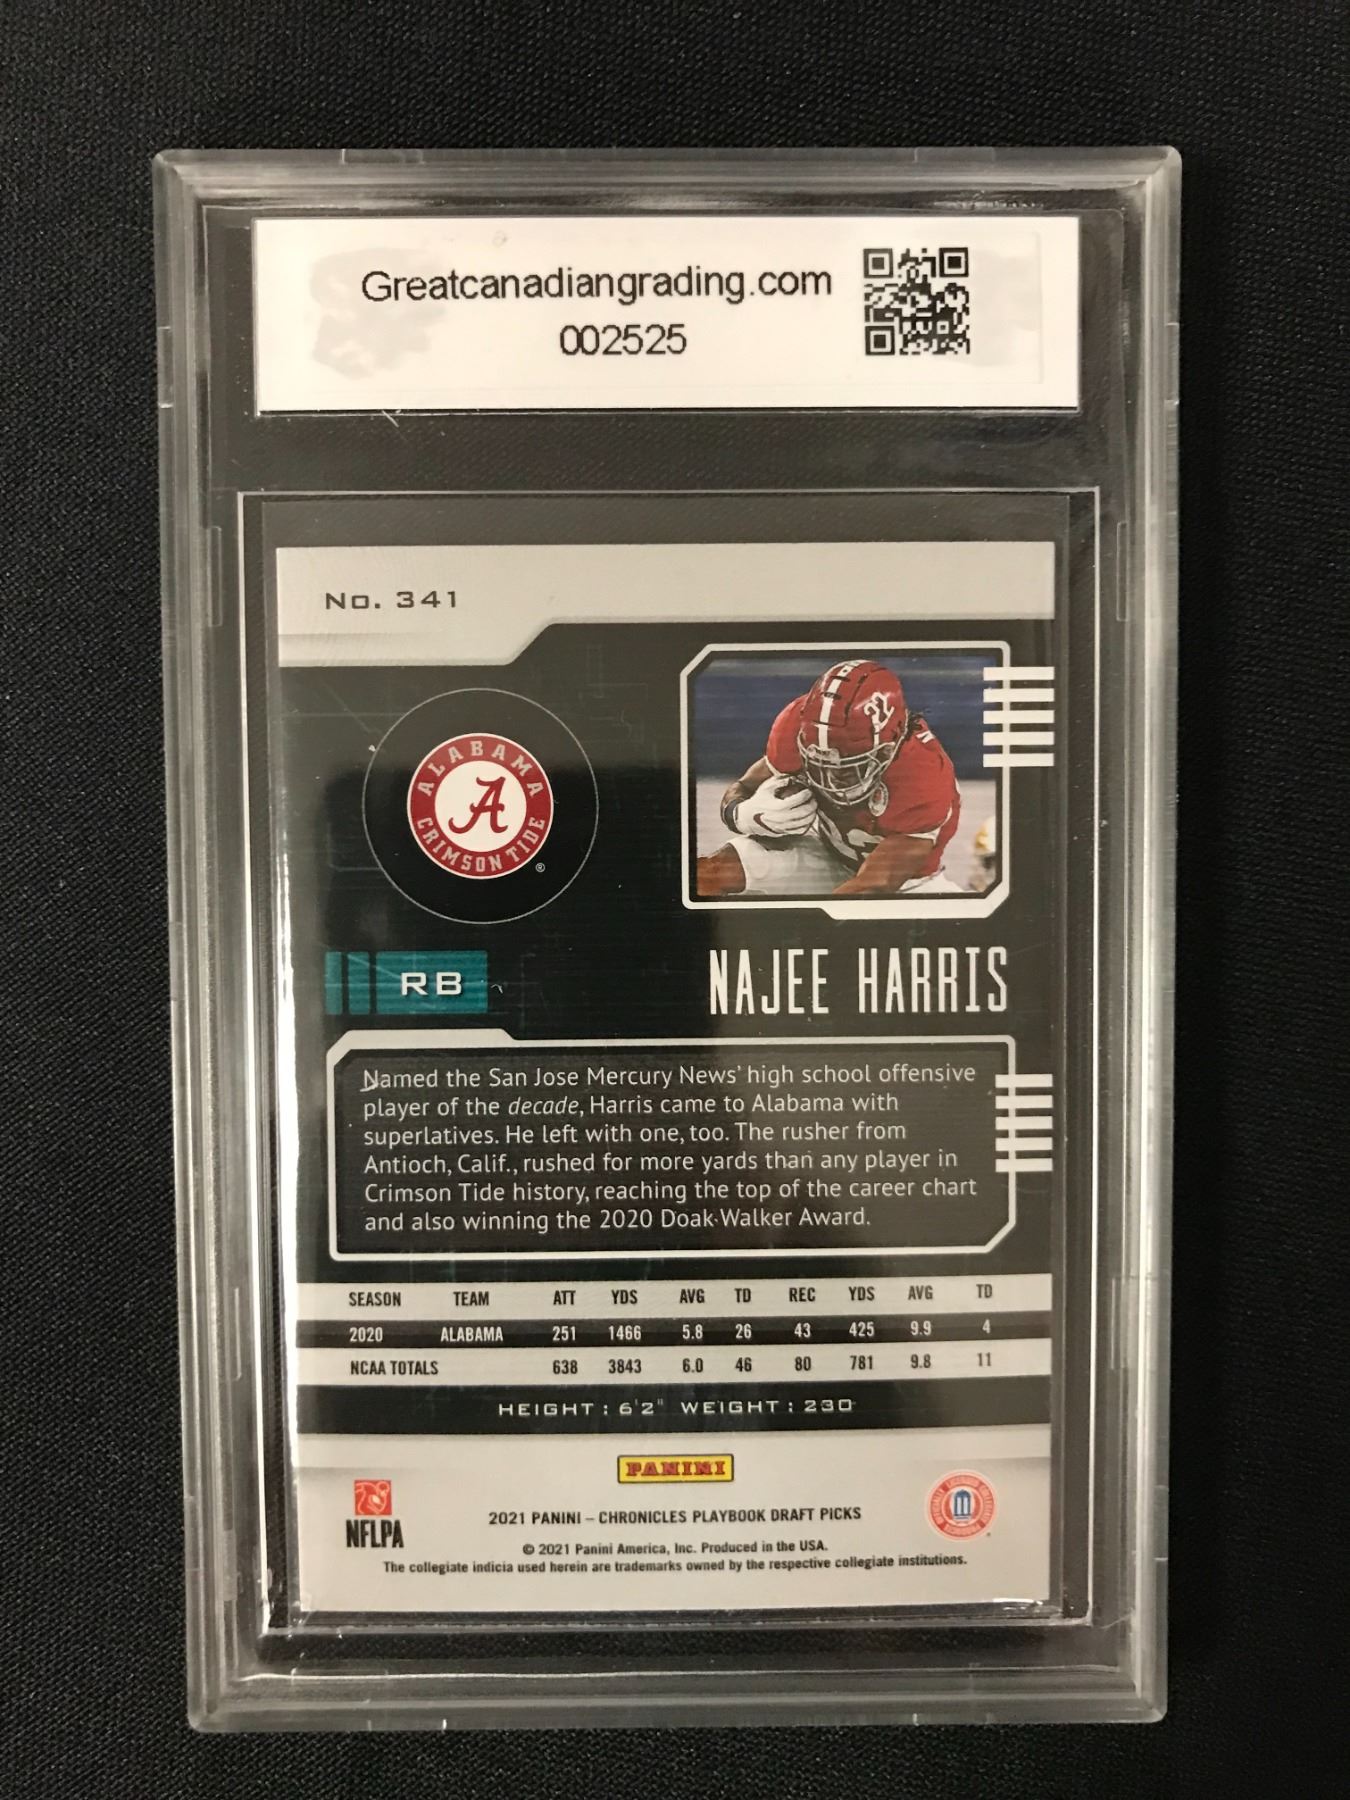 Greatcanadiangrading.com
002525
No. 341
ALABAMA
A
CRIMSON TIDE
®
22
22
RB
NAJEE HARRIS
Named the San Jose Mercury News' high school offensive
player of the decade, Harris came to Alabama with
superlatives. He left with one, too. The rusher from
Antioch, Calif., rushed for more yards than any player in
Crimson Tide history, reaching the top of the career chart
and also winning the 2020 Doak Walker Award.
SEASON TEAM ATT YDS AVG TD REC YDS AVG TD
2020 ALABAMA 251 1466 5.8 26 43 425 9.9 4
NCAA TOTALS 638 3843 6.0 46 80 781 9.8 11
HEIGHT : 6'2" WEIGHT : 230
PANINI
NFLPA
OFFICIALLY LICENSED COLLEGIATE PRODUCTS
2021 PANINI – CHRONICLES PLAYBOOK DRAFT PICKS
© 2021 Panini America, Inc. Produced in the USA.
The collegiate indicia used herein are trademarks owned by the respective collegiate institutions.